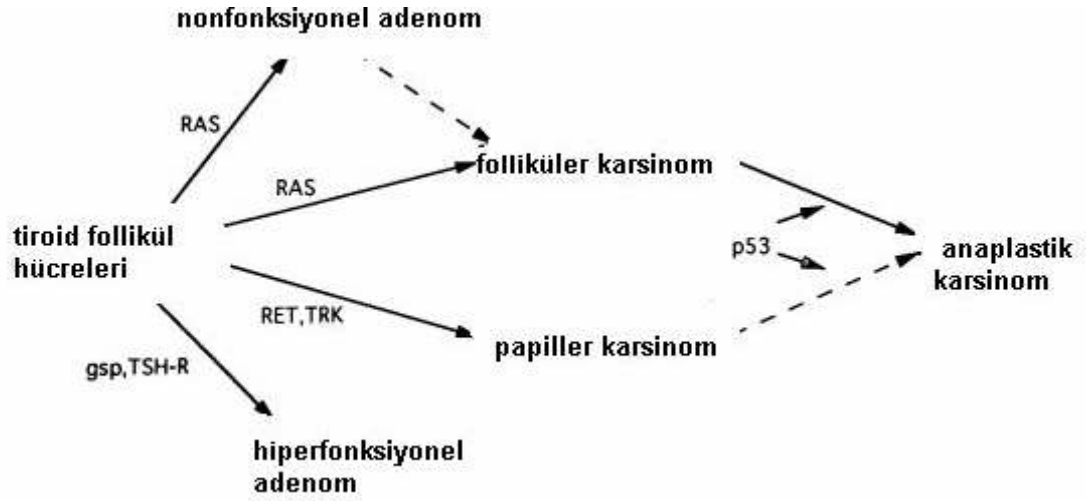 nonfonksiyonel adenom
RAS
RAS
folliküler karsinom
tiroid follikül
hücreleri
p53
anaplastik
karsinom
RET,TRK
papiller karsinom
gsp,TSH-R
hiperfonksiyonel
adenom